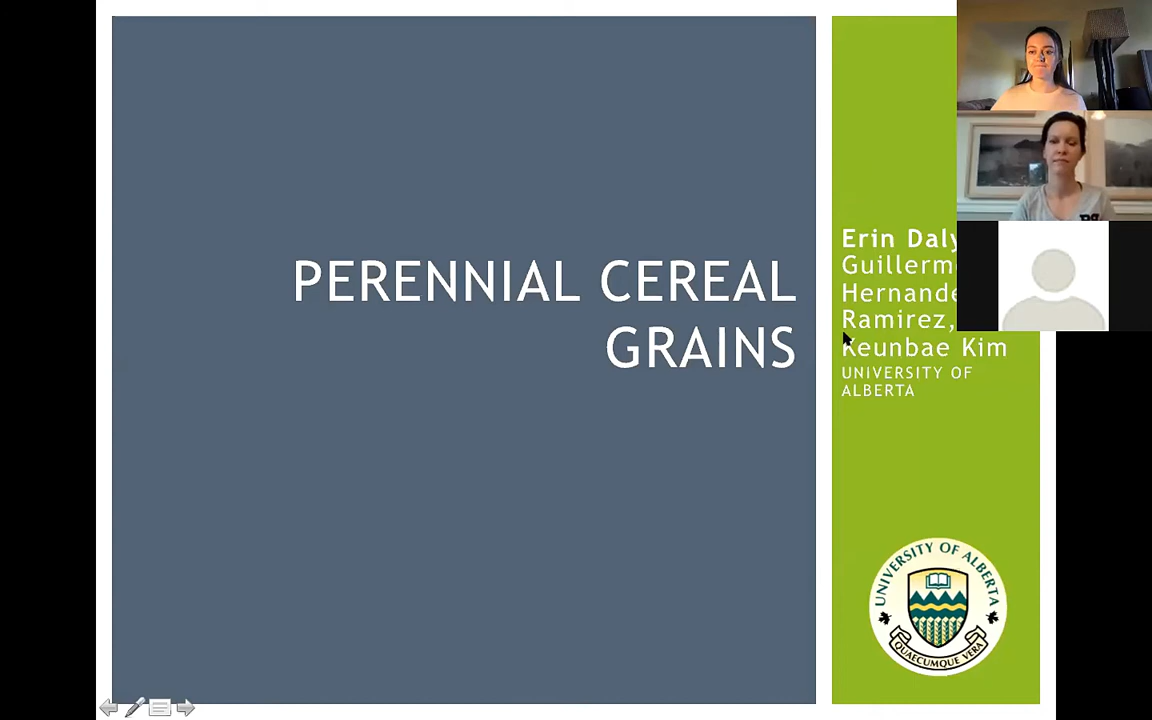 PERENNIAL CEREAL
GRAINS
Erin Daly
Guillerm
Hernande
Ramirez,
Keunbae Kim
UNIVERSITY OF
ALBERTA
UNIVERSITY OF ALBERTA
QUAECUMQUE VERA